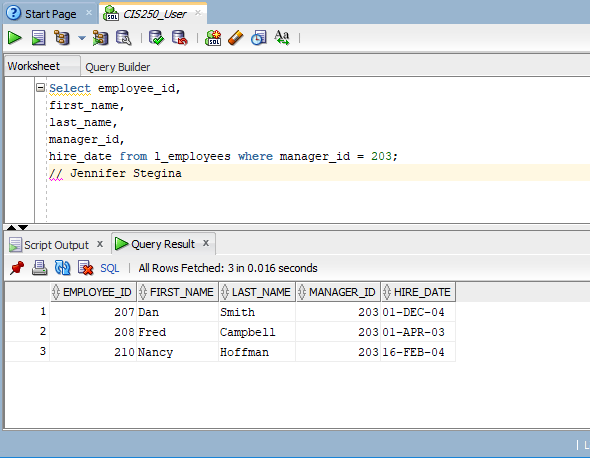 Start Page
CIS250_User
Worksheet Query Builder
Select employee_id,
first_name,
last_name,
manager_id,
hire_date from l_employees where manager_id = 203;
// Jennifer Stegina
Script Output x Query Result x
SQL | All Rows Fetched: 3 in 0.016 seconds
EMPLOYEE_ID FIRST_NAME LAST_NAME MANAGER_ID HIRE_DATE
1 207 Dan Smith 203 01-DEC-04
2 208 Fred Campbell 203 01-APR-03
3 210 Nancy Hoffman 203 16-FEB-04